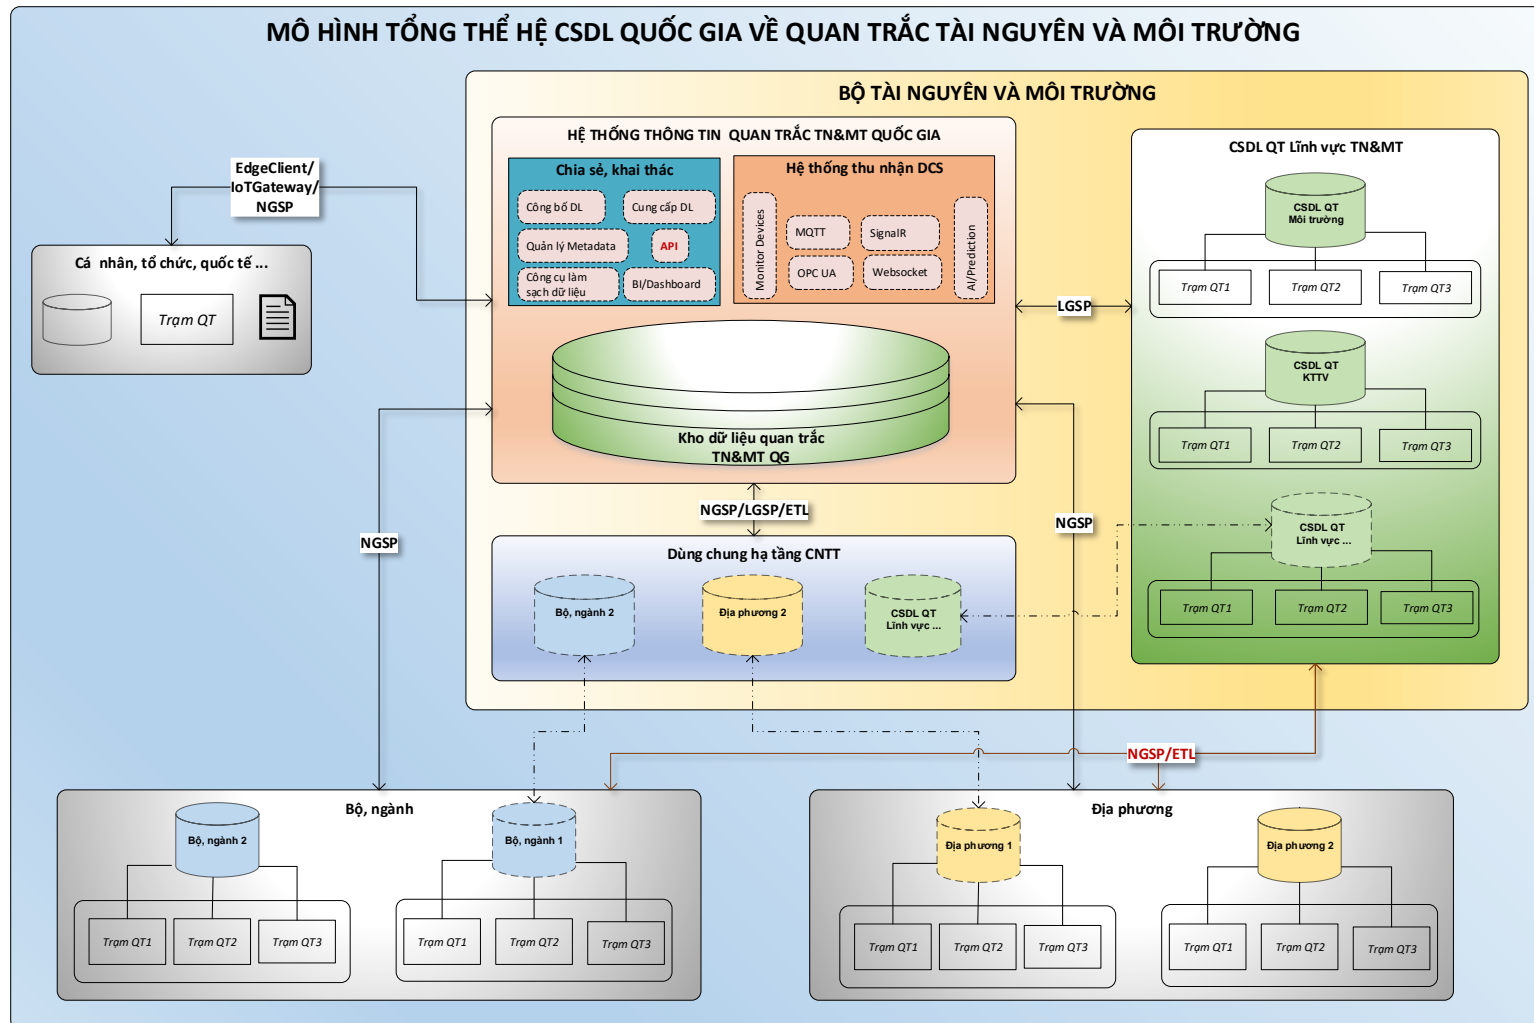 MÔ HÌNH TỔNG THỂ HỆ CSDL QUỐC GIA VỀ QUAN TRẮC TÀI NGUYÊN VÀ MÔI TRƯỜNG
BỘ TÀI NGUYÊN VÀ MÔI TRƯỜNG
HỆ THỐNG THÔNG TIN QUAN TRẮC TN&MT QUỐC GIA
Chia sẻ, khai thác
Công bố DL
Cung cấp DL
Quản lý Metadata
API
Công cụ làm
sạch dữ liệu
BI/Dashboard
Hệ thống thu nhận DCS
Monitor Devices
MQTT
SignalR
OPC UA
Websocket
AI/Prediction
Kho dữ liệu quan trắc
TN&MT QG
EdgeClient/
IoTGateway/
NGSP
Cá nhân, tổ chức, quốc tế ...
Trạm QT
LGSP
CSDL QT Lĩnh vực TN&MT
CSDL QT
Môi trường
Trạm QT1
Trạm QT2
Trạm QT3
CSDL QT
KTTV
Trạm QT1
Trạm QT2
Trạm QT3
CSDL QT
Lĩnh vực ...
Trạm QT1
Trạm QT2
Trạm QT3
NGSP
NGSP/LGSP/ETL
NGSP
Dùng chung hạ tầng CNTT
Bộ, ngành 2
Địa phương 2
CSDL QT
Lĩnh vực ...
NGSP/ETL
Bộ, ngành
Bộ, ngành 2
Trạm QT1
Trạm QT2
Trạm QT3
Bộ, ngành 1
Trạm QT1
Trạm QT2
Trạm QT3
Địa phương
Địa phương 1
Trạm QT1
Trạm QT2
Trạm QT3
Địa phương 2
Trạm QT1
Trạm QT2
Trạm QT3